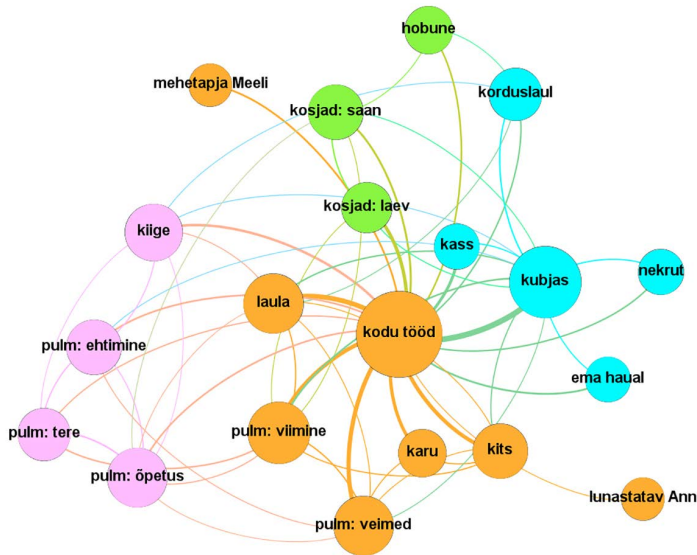 hobune
mehetapja Meeli
korduslaul
kosjad: saan
kosjad: laev
kiige
kass
nekrut
kubjas
laula
kodu tööd
pulm: ehtimine
ema haual
pulm: tere
pulm: viimine
karu
kits
pulm: õpetus
lunastatav Ann
pulm: veimed